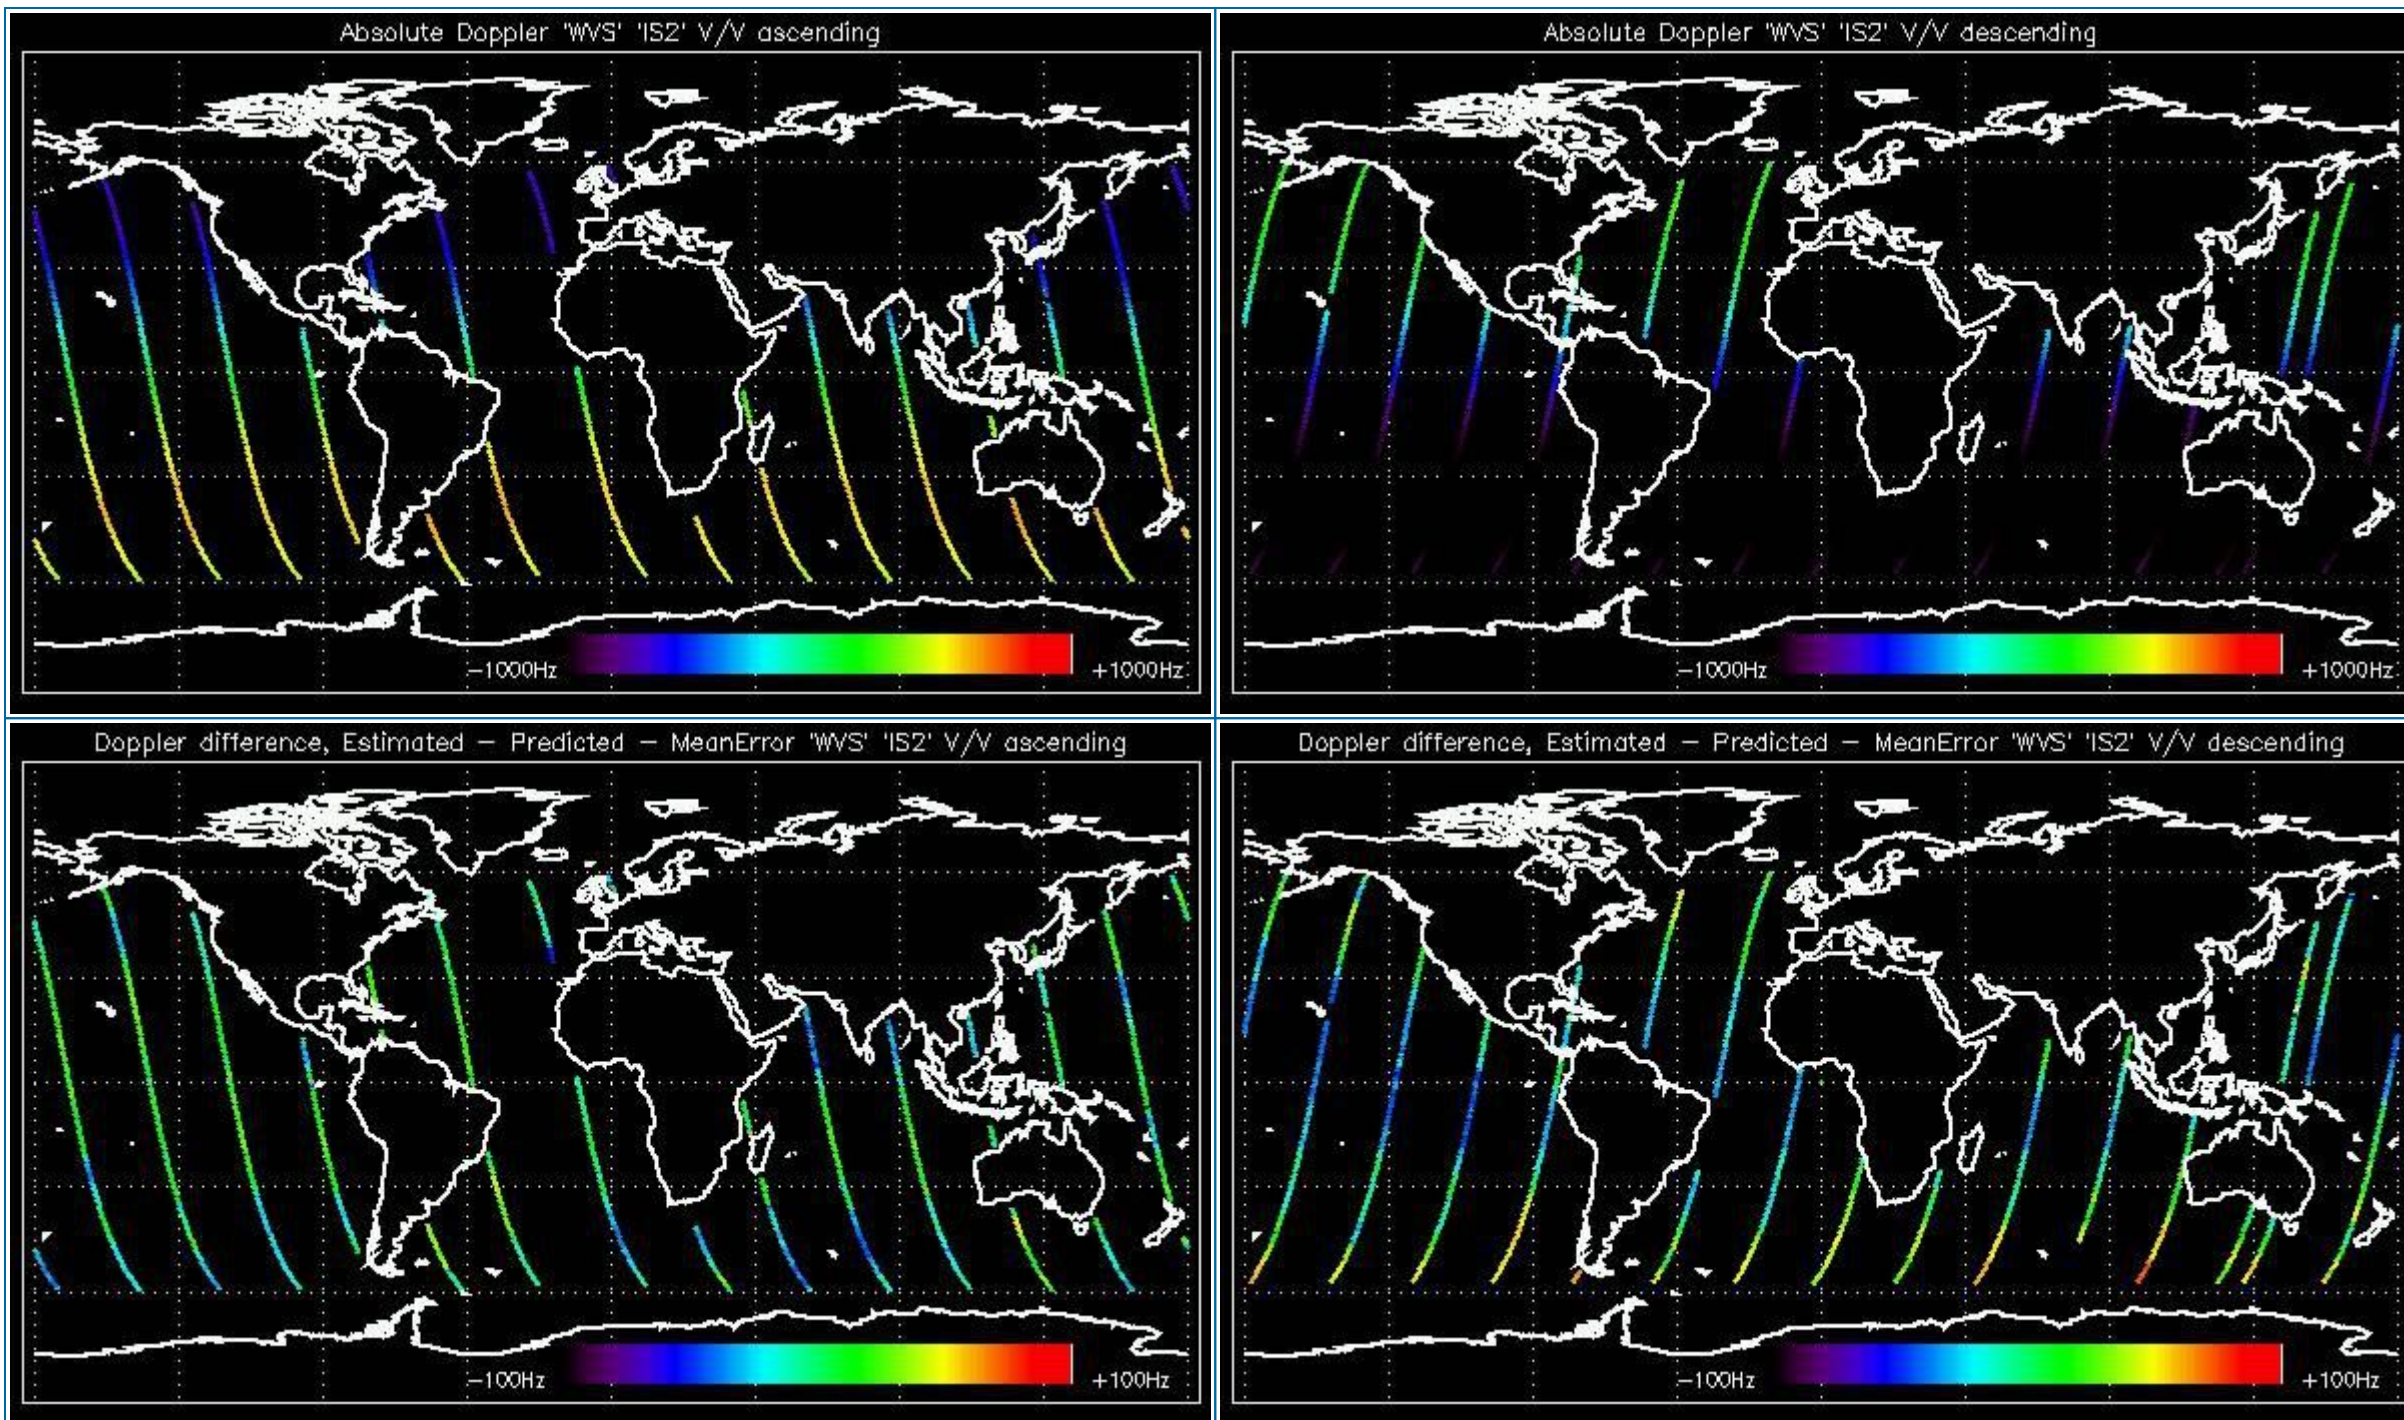 Absolute Doppler 'WVS' 'IS2' V/V ascending
-1000Hz +1000Hz
Absolute Doppler 'WVS' 'IS2' V/V descending
-1000Hz +1000Hz
Doppler difference, Estimated - Predicted - MeanError 'WVS' 'IS2' V/V ascending
-100Hz +100Hz
Doppler difference, Estimated - Predicted - MeanError 'WVS' 'IS2' V/V descending
-100Hz +100Hz